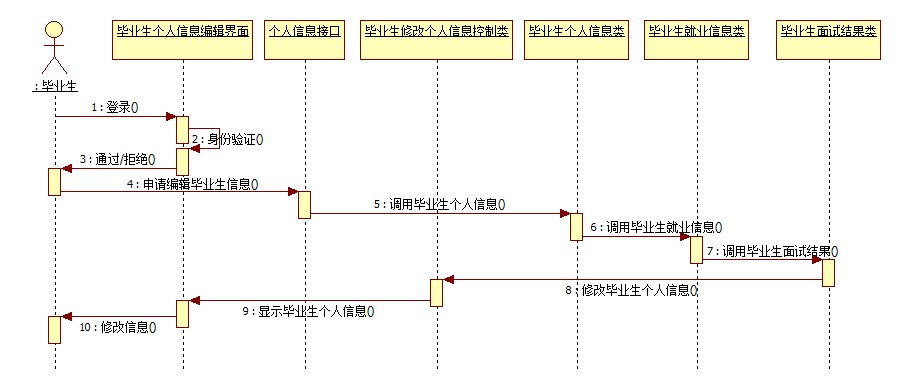 毕业生个人信息编辑界面
个人信息接口
毕业生修改个人信息控制类
毕业生个人信息类
毕业生就业信息类
毕业生面试结果类
: 毕业生
1 : 登录()
2 : 身份验证()
3 : 通过/拒绝()
4 : 申请编辑毕业生信息()
5 : 调用毕业生个人信息()
6 : 调用毕业生就业信息()
7 : 调用毕业生面试结果()
8 : 修改毕业生个人信息()
9 : 显示毕业生个人信息()
10 : 修改信息()